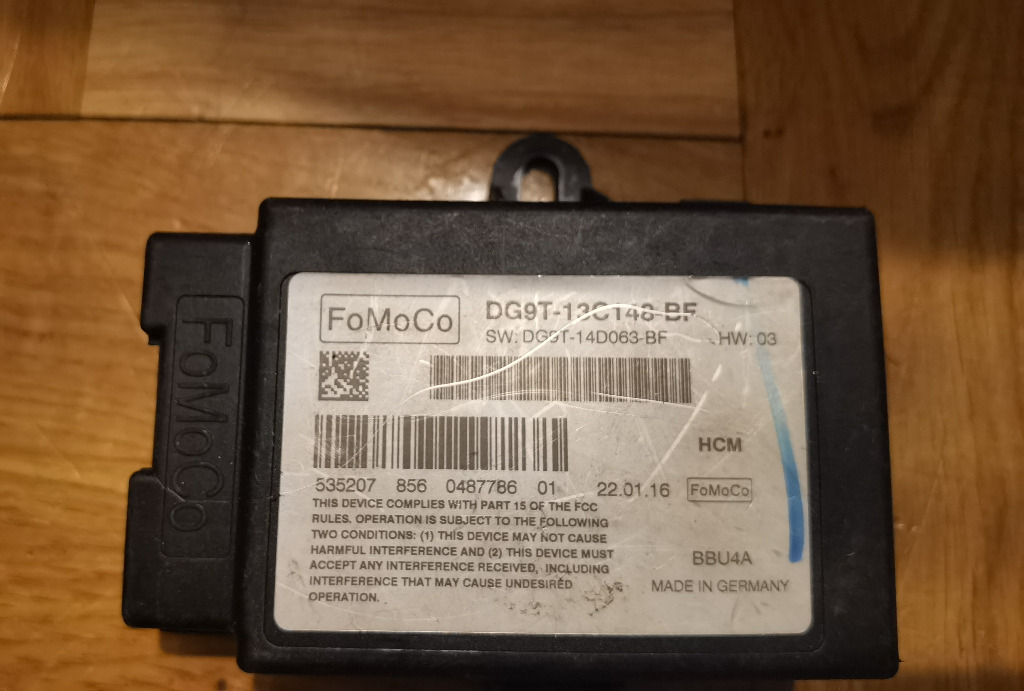 FoMoCo
FoMoCo
DG9T-13C148-BF
SW: DG9T-14D063-BF HW: 03
HCM
535207 856 0487786 01 22.01.16 FoMoCo
THIS DEVICE COMPLIES WITH PART 15 OF THE FCC
RULES. OPERATION IS SUBJECT TO THE FOLLOWING
TWO CONDITIONS: (1) THIS DEVICE MAY NOT CAUSE
HARMFUL INTERFERENCE AND (2) THIS DEVICE MUST
ACCEPT ANY INTERFERENCE RECEIVED, INCLUDING
INTERFERENCE THAT MAY CAUSE UNDESIRED
OPERATION.
BBU4A
MADE IN GERMANY